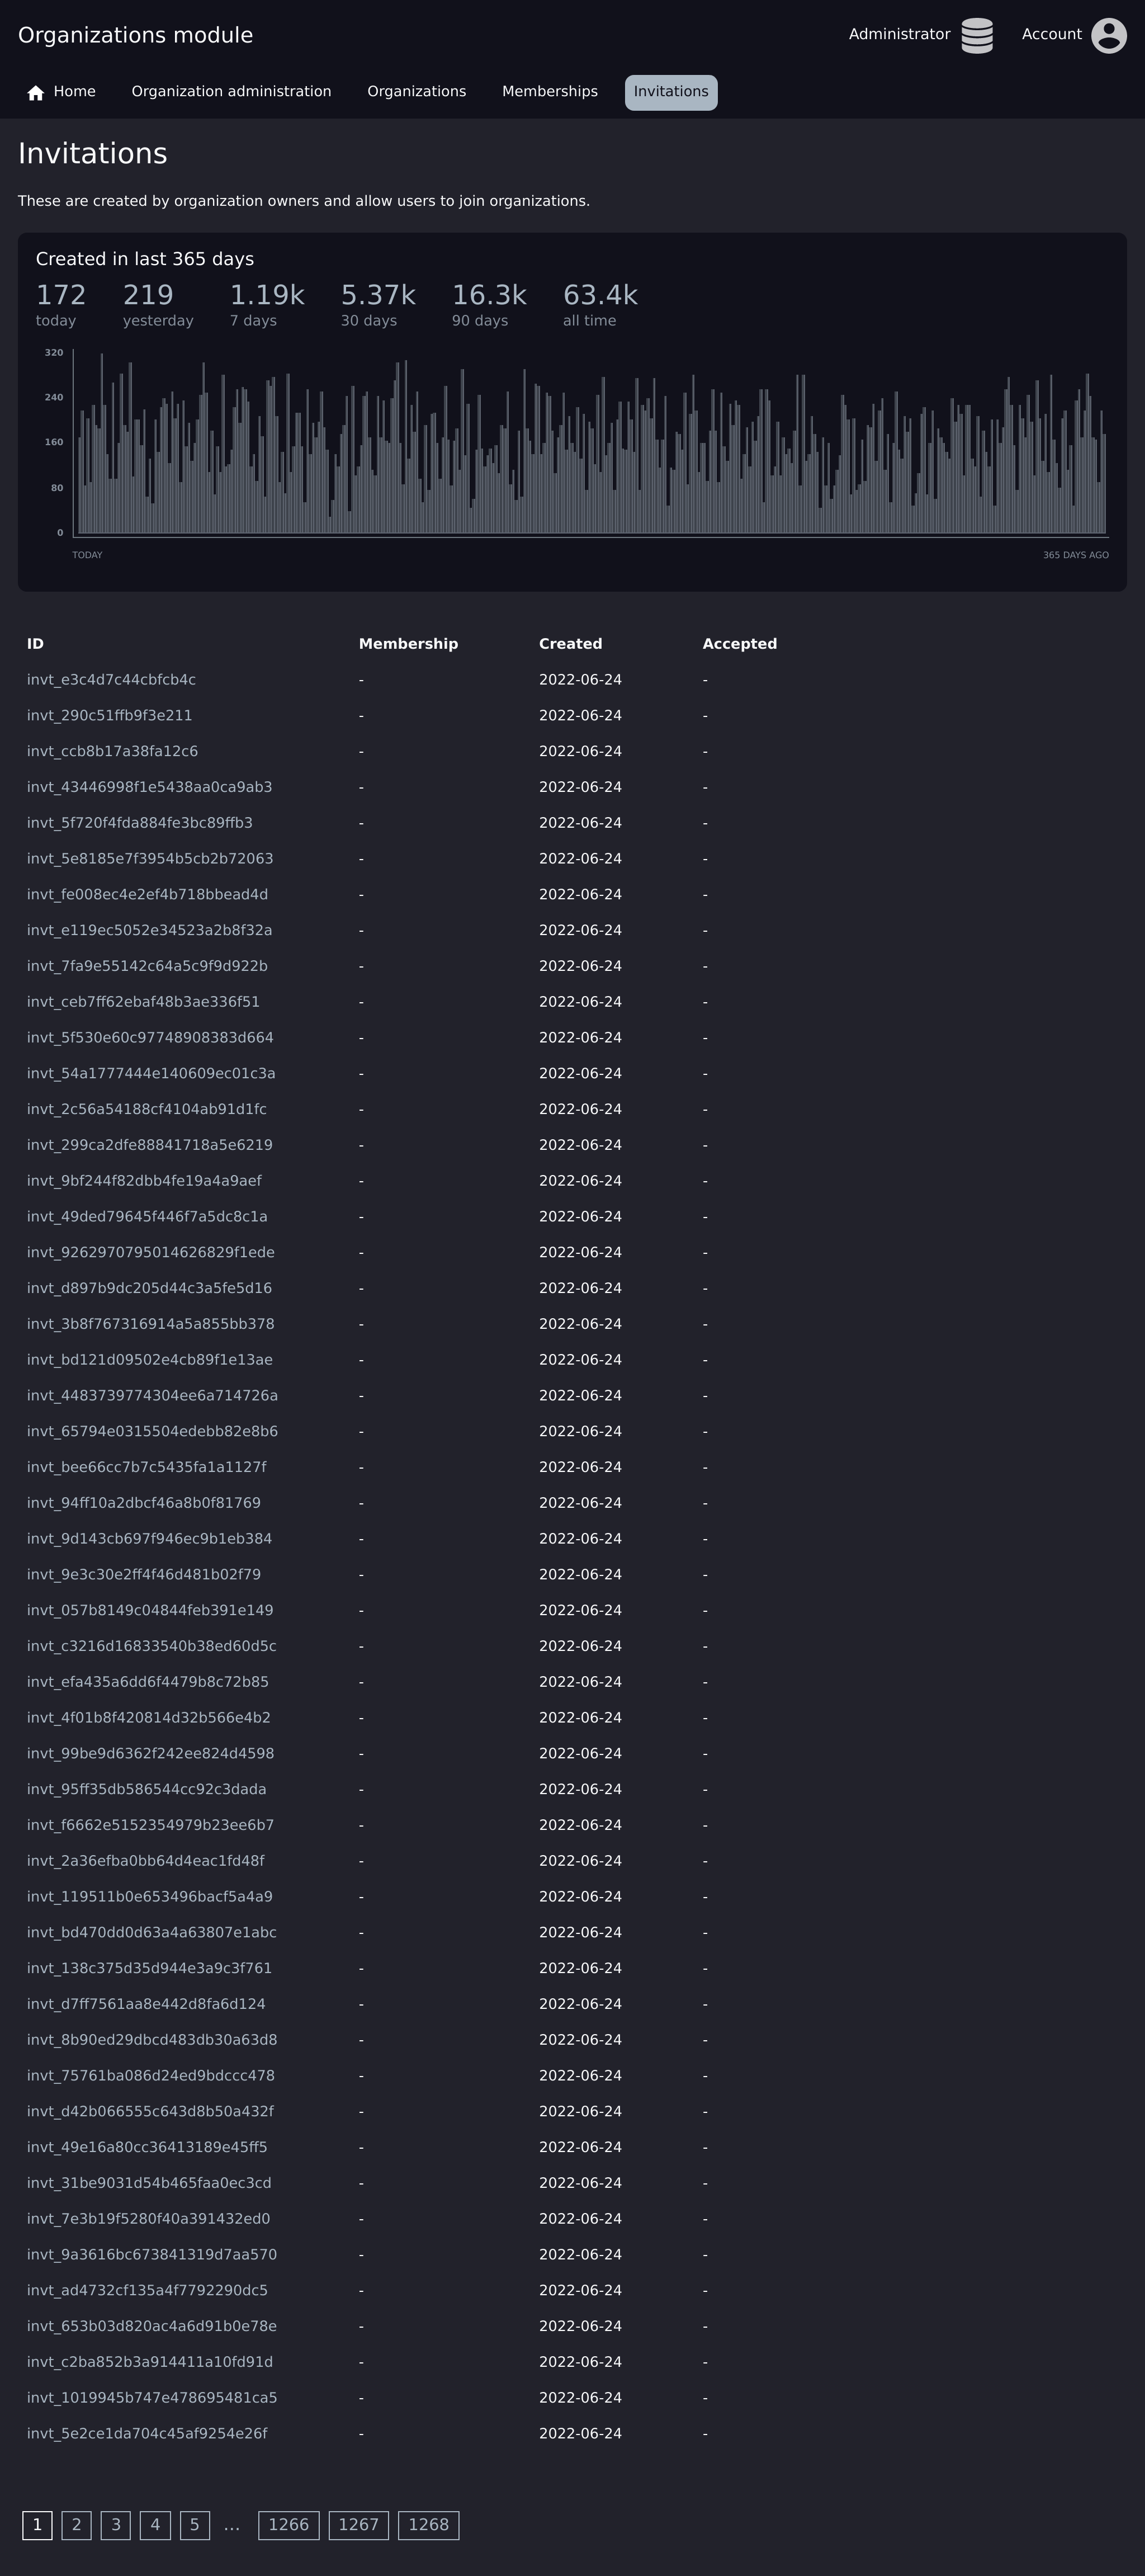 Organizations module
Administrator
Account
Home Organization administration Organizations Memberships Invitations
Invitations
These are created by organization owners and allow users to join organizations.
Created in last 365 days
172 219 1.19k 5.37k 16.3k 63.4k
today yesterday 7 days 30 days 90 days all time
320
240
160
80
0
TODAY 365 DAYS AGO
ID Membership Created Accepted
invt_e3c4d7c44cbfcb4c - 2022-06-24 -
invt_290c51ffb9f3e211 - 2022-06-24 -
invt_ccb8b17a38fa12c6 - 2022-06-24 -
invt_43446998f1e5438aa0ca9ab3 - 2022-06-24 -
invt_5f720f4fda884fe3bc89ffb3 - 2022-06-24 -
invt_5e8185e7f3954b5cb2b72063 - 2022-06-24 -
invt_fe008ec4e2ef4b718bbead4d - 2022-06-24 -
invt_e119ec5052e34523a2b8f32a - 2022-06-24 -
invt_7fa9e55142c64a5c9f9d922b - 2022-06-24 -
invt_ceb7ff62ebaf48b3ae336f51 - 2022-06-24 -
invt_5f530e60c97748908383d664 - 2022-06-24 -
invt_54a1777444e140609ec01c3a - 2022-06-24 -
invt_2c56a54188cf4104ab91d1fc - 2022-06-24 -
invt_299ca2dfe88841718a5e6219 - 2022-06-24 -
invt_9bf244f82dbb4fe19a4a9aef - 2022-06-24 -
invt_49ded79645f446f7a5dc8c1a - 2022-06-24 -
invt_9262970795014626829f1ede - 2022-06-24 -
invt_d897b9dc205d44c3a5fe5d16 - 2022-06-24 -
invt_3b8f767316914a5a855bb378 - 2022-06-24 -
invt_bd121d09502e4cb89f1e13ae - 2022-06-24 -
invt_4483739774304ee6a714726a - 2022-06-24 -
invt_65794e0315504edebb82e8b6 - 2022-06-24 -
invt_bee66cc7b7c5435fa1a1127f - 2022-06-24 -
invt_94ff10a2dbcf46a8b0f81769 - 2022-06-24 -
invt_9d143cb697f946ec9b1eb384 - 2022-06-24 -
invt_9e3c30e2ff4f46d481b02f79 - 2022-06-24 -
invt_057b8149c04844feb391e149 - 2022-06-24 -
invt_c3216d16833540b38ed60d5c - 2022-06-24 -
invt_efa435a6dd6f4479b8c72b85 - 2022-06-24 -
invt_4f01b8f420814d32b566e4b2 - 2022-06-24 -
invt_99be9d6362f242ee824d4598 - 2022-06-24 -
invt_95ff35db586544cc92c3dada - 2022-06-24 -
invt_f6662e5152354979b23ee6b7 - 2022-06-24 -
invt_2a36efba0bb64d4eac1fd48f - 2022-06-24 -
invt_119511b0e653496bacf5a4a9 - 2022-06-24 -
invt_bd470dd0d63a4a63807e1abc - 2022-06-24 -
invt_138c375d35d944e3a9c3f761 - 2022-06-24 -
invt_d7ff7561aa8e442d8fa6d124 - 2022-06-24 -
invt_8b90ed29dbcd483db30a63d8 - 2022-06-24 -
invt_75761ba086d24ed9bdccc478 - 2022-06-24 -
invt_d42b066555c643d8b50a432f - 2022-06-24 -
invt_49e16a80cc36413189e45ff5 - 2022-06-24 -
invt_31be9031d54b465faa0ec3cd - 2022-06-24 -
invt_7e3b19f5280f40a391432ed0 - 2022-06-24 -
invt_9a3616bc673841319d7aa570 - 2022-06-24 -
invt_ad4732cf135a4f7792290dc5 - 2022-06-24 -
invt_653b03d820ac4a6d91b0e78e - 2022-06-24 -
invt_c2ba852b3a914411a10fd91d - 2022-06-24 -
invt_1019945b747e478695481ca5 - 2022-06-24 -
invt_5e2ce1da704c45af9254e26f - 2022-06-24 -
1 2 3 4 5 ... 1266 1267 1268